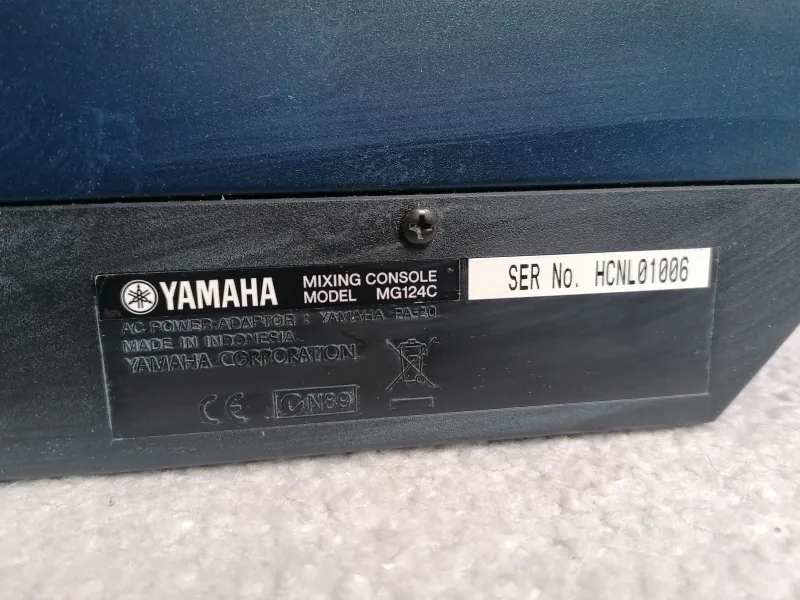 YAMAHA MIXING CONSOLE
MODEL MG124C
SER No. HCNL01006
AC POWER ADAPTOR : YAMAHA PA-20
MADE IN INDONESIA
YAMAHA CORPORATION
CE N89